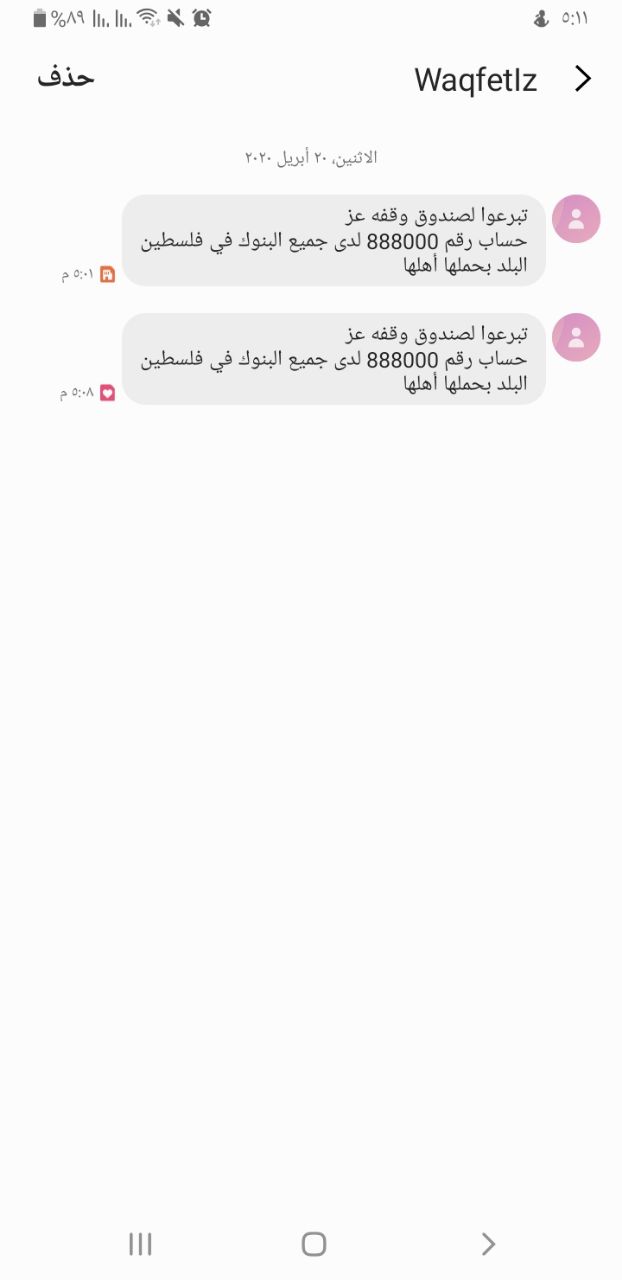 ٥:١١ %٨٩
WaqfetIz حذف
الاثنين، ٢٠ أبريل ٢٠٢٠
تبرعوا لصندوق وقفه عز
حساب رقم 888000 لدى جميع البنوك في فلسطين
البلد بحملها أهلها
٥:٠١ م
تبرعوا لصندوق وقفه عز
حساب رقم 888000 لدى جميع البنوك في فلسطين
البلد بحملها أهلها
٥:٠٨ م